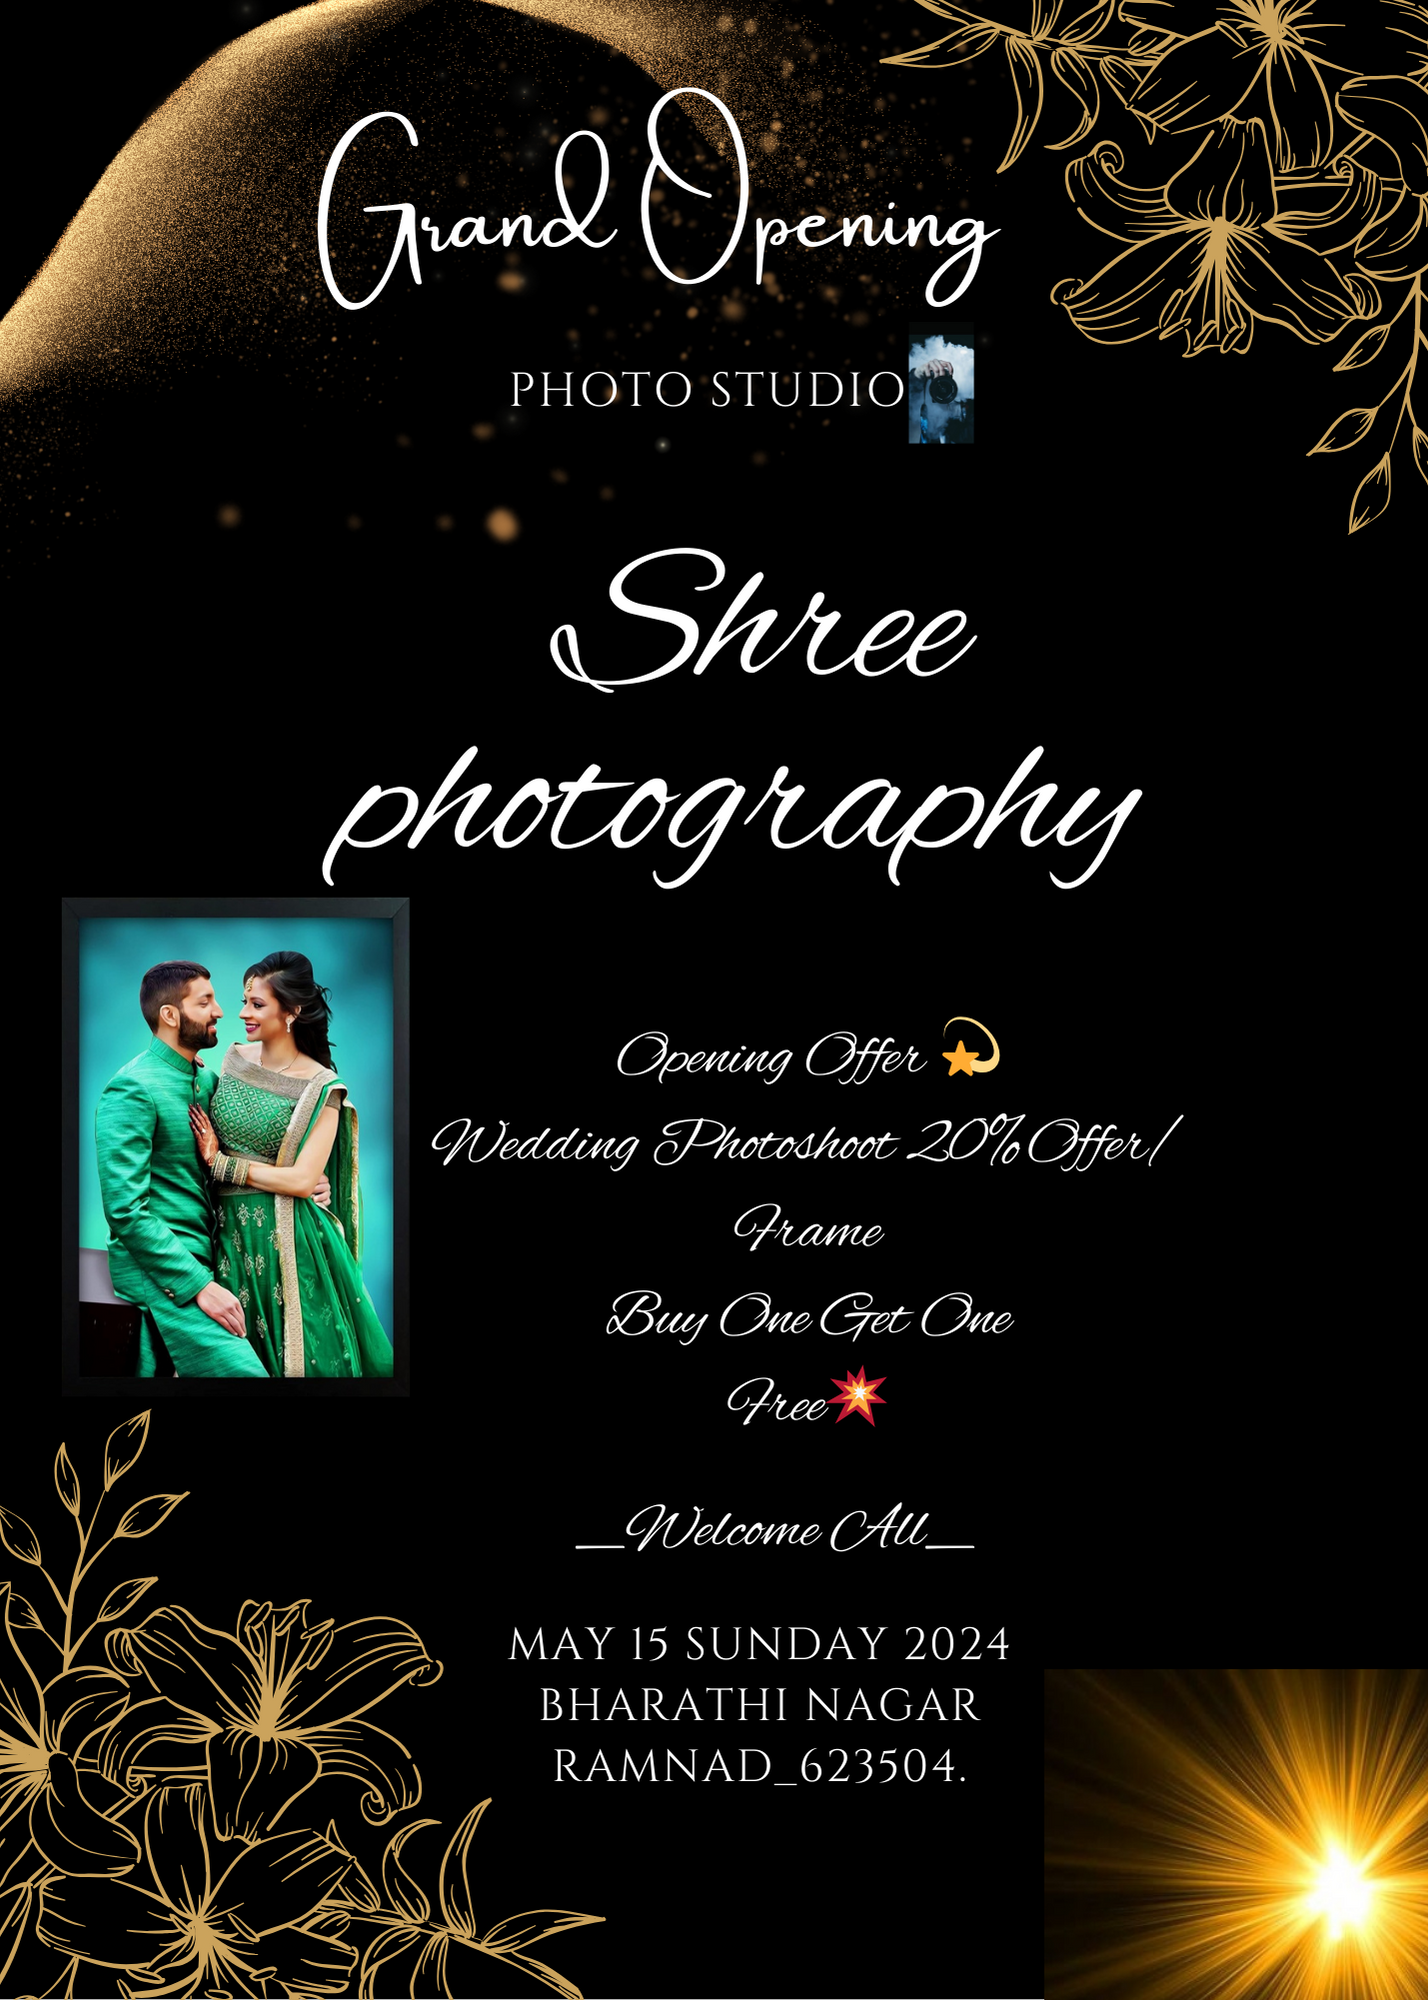 Grand Opening
PHOTO STUDIO
Shree
photography
Opening Offer 💫
Wedding Photoshoot 20% Offer/
Frame
Buy One Get One
Free💥
__Welcome All__
MAY 15 SUNDAY 2024
BHARATHI NAGAR
RAMNAD_623504.